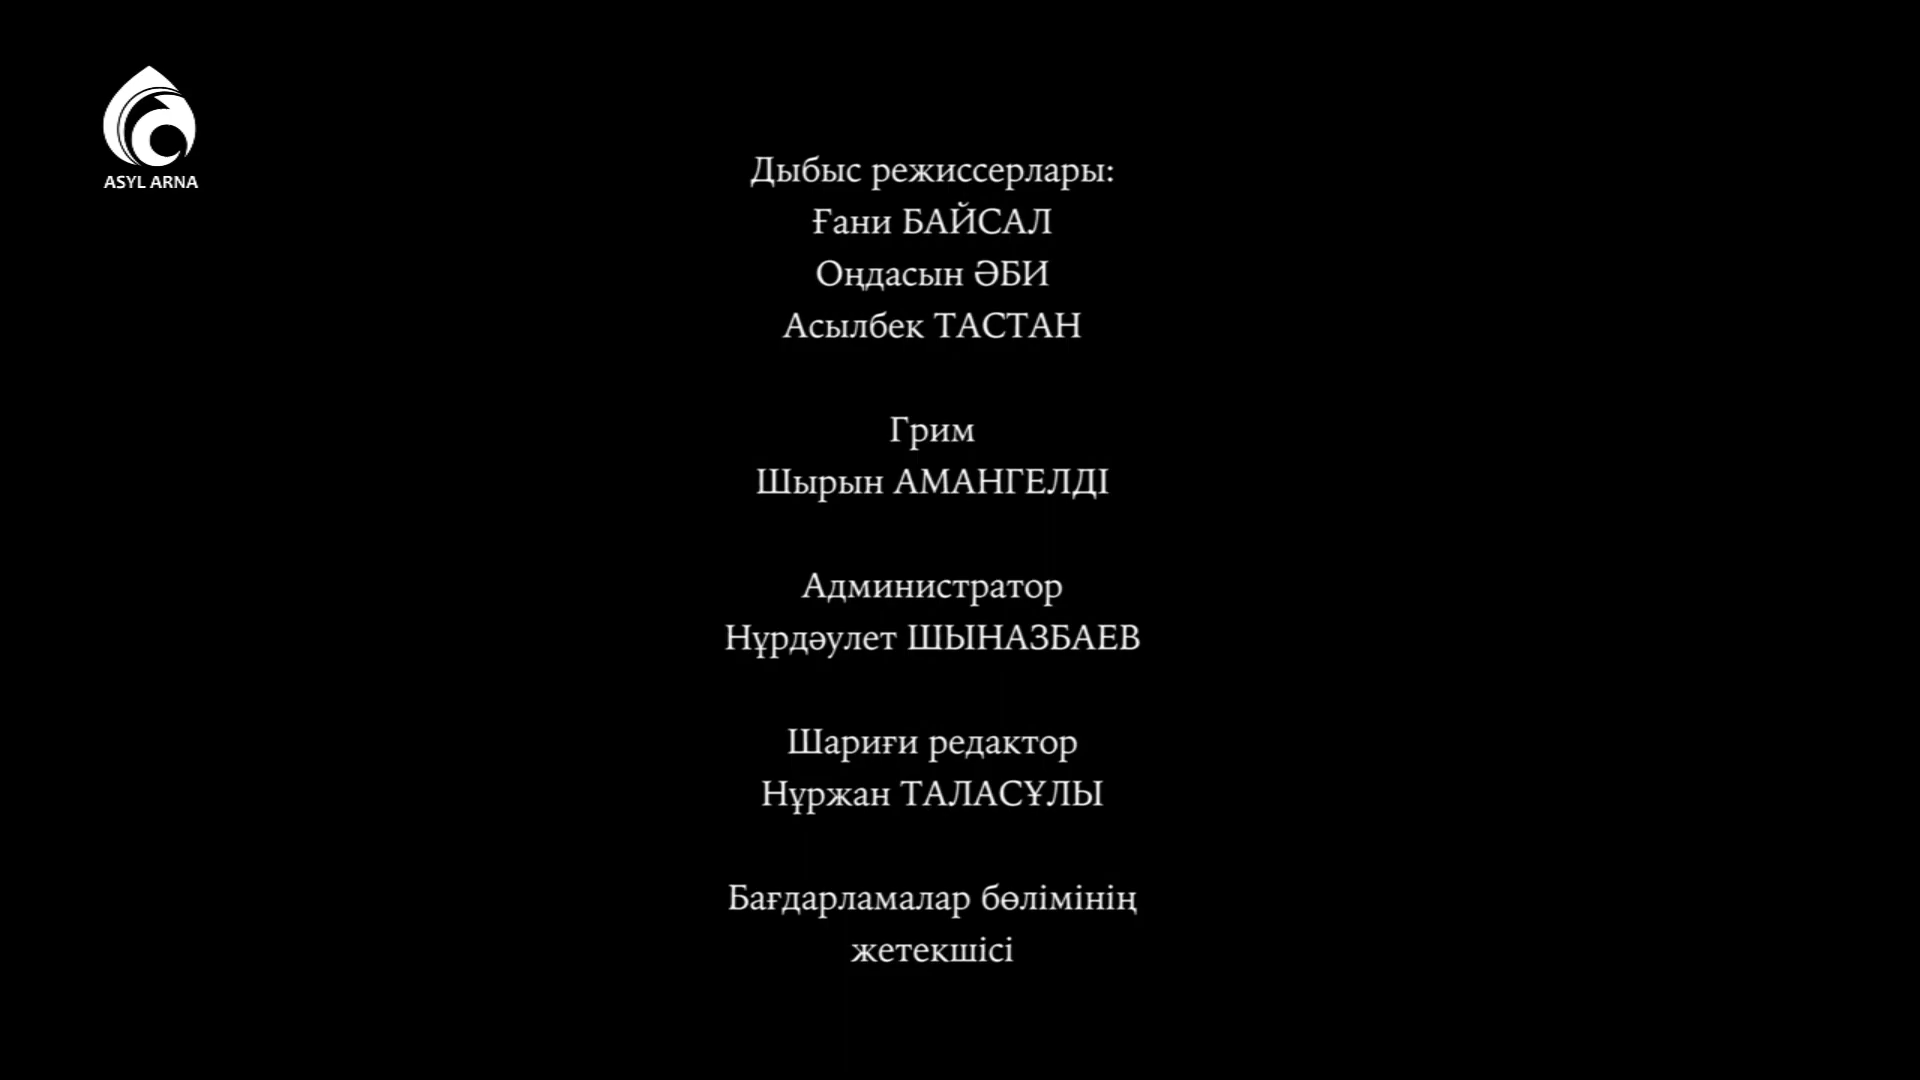 ASYL ARNA
Дыбыс режиссерлары:
Ғани БАЙСАЛ
Оңдасын ӘБИ
Асылбек ТАСТАН
Грим
Шырын АМАНГЕЛДІ
Администратор
Нұрдәулет ШЫНАЗБАЕВ
Шариғи редактор
Нұржан ТАЛАСҰЛЫ
Бағдарламалар бөлімінің
жетекшісі